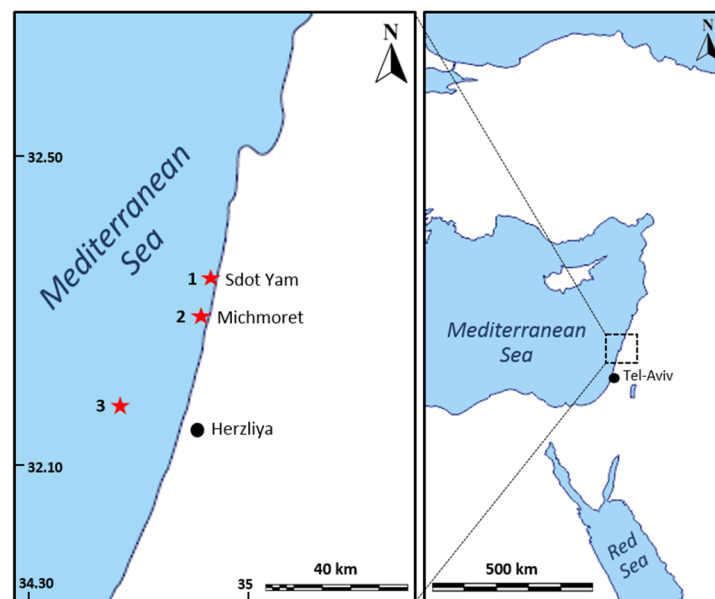 N
32.50
Mediterranean
Sea
1
Sdot Yam
2
Michmoret
3
Herzliya
32.10
40 km
34.30
35
N
Mediterranean
Sea
Tel-Aviv
Red
Sea
500 km